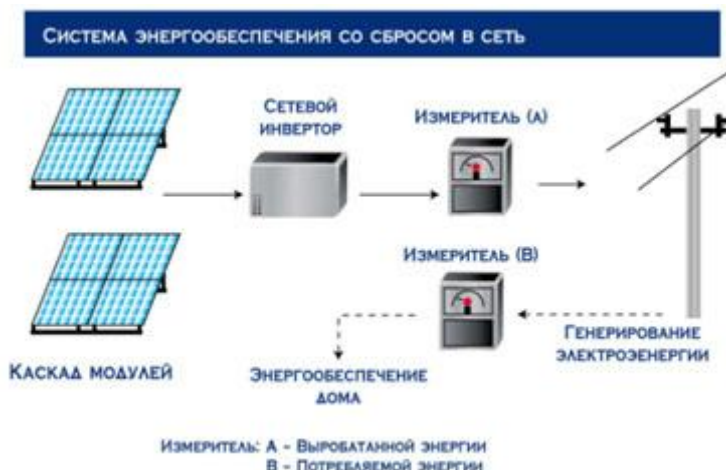 Система энергообеспечения со сбросом в сеть
Сетевой
инвертор
Измеритель (А)
Измеритель (В)
Каскад модулей
Энергообеспечение
дома
Генерирование
электроэнергии
Измеритель: А - Выробатанной энергии
В - Потребляемой энергии